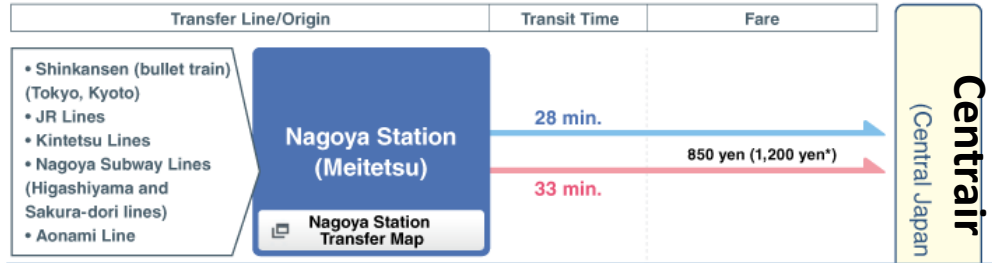 Transfer Line/Origin
Transit Time
Fare
• Shinkansen (bullet train)
(Tokyo, Kyoto)
• JR Lines
• Kintetsu Lines
• Nagoya Subway Lines
(Higashiyama and
Sakura-dori lines)
• Aonami Line
Nagoya Station
(Meitetsu)
Nagoya Station
Transfer Map
28 min.
850 yen (1,200 yen*)
33 min.
Centrair
(Central Japan